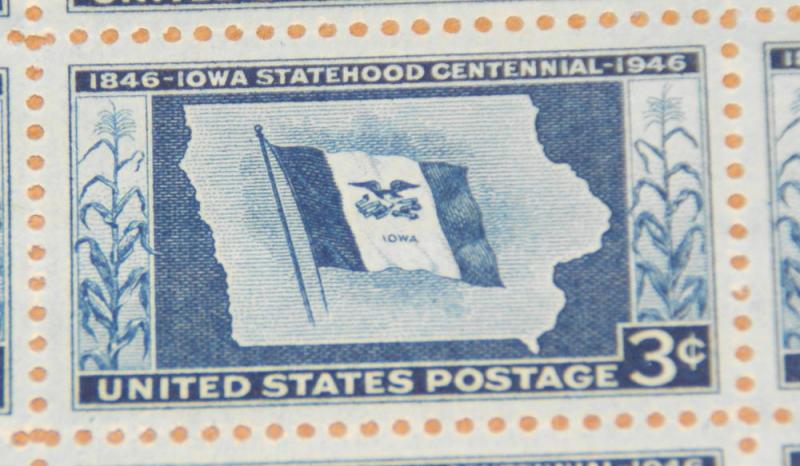 1846-IOWA STATEHOOD CENTENNIAL-1946
IOWA
3¢
UNITED STATES POSTAGE